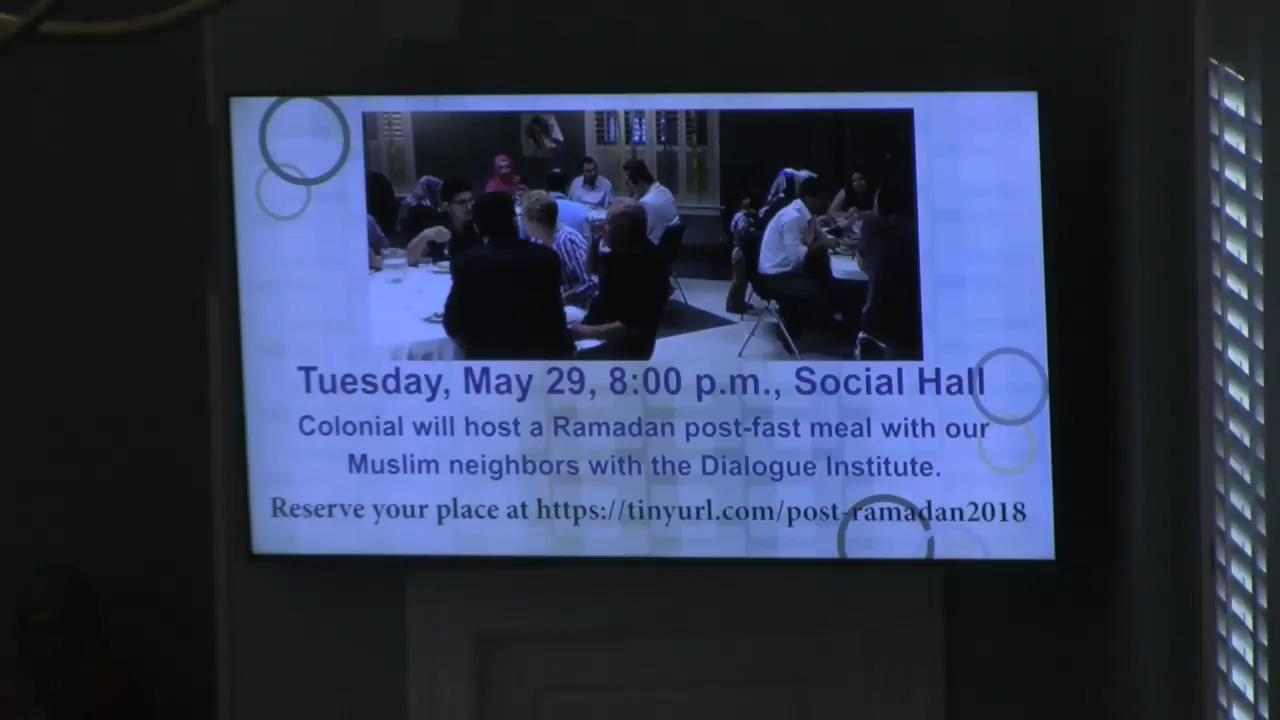 Tuesday, May 29, 8:00 p.m., Social Hall
Colonial will host a Ramadan post-fast meal with our
Muslim neighbors with the Dialogue Institute.
Reserve your place at https://tinyurl.com/post-ramadan2018